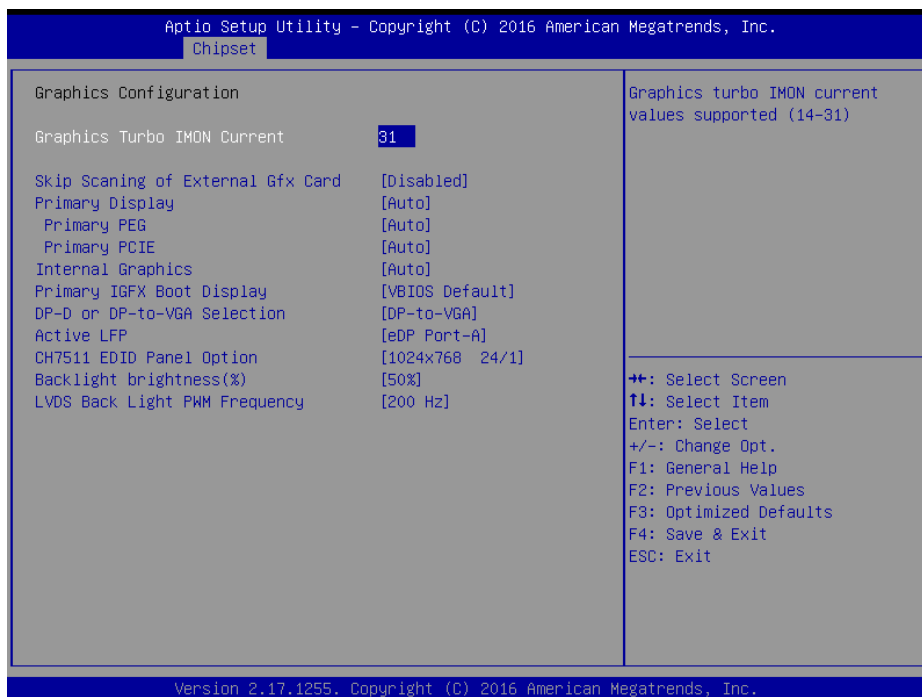 Aptio Setup Utility – Copyright (C) 2016 American Megatrends, Inc.
Chipset
Graphics Configuration
Graphics Turbo IMON Current 31
Skip Scaning of External Gfx Card [Disabled]
Primary Display [Auto]
Primary PEG [Auto]
Primary PCIE [Auto]
Internal Graphics [Auto]
Primary IGFX Boot Display [VBIOS Default]
DP-D or DP-to-VGA Selection [DP-to-VGA]
Active LFP [eDP Port-A]
CH7511 EDID Panel Option [1024x768 24/1]
Backlight brightness(%) [50%]
LVDS Back Light PWM Frequency [200 Hz]
Graphics turbo IMON current
values supported (14-31)
→←: Select Screen
↑↓: Select Item
Enter: Select
+/-: Change Opt.
F1: General Help
F2: Previous Values
F3: Optimized Defaults
F4: Save & Exit
ESC: Exit
Version 2.17.1255. Copyright (C) 2016 American Megatrends, Inc.